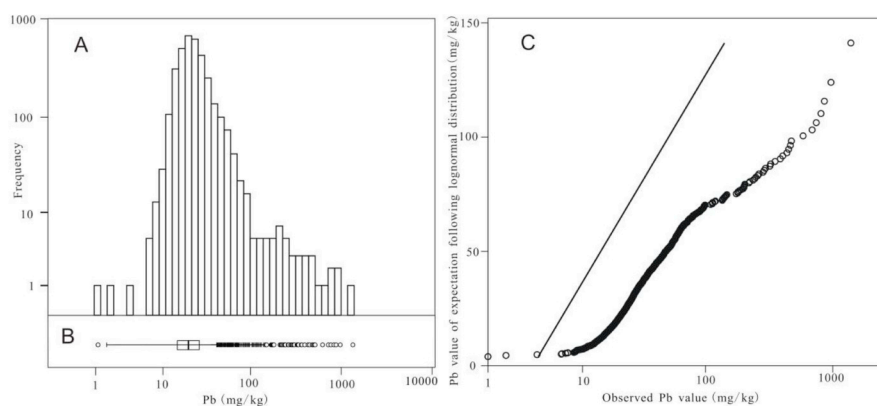 A
1000
100
10
1
Frequency
B
1
10
100
1000
10000
Pb (mg/kg)
C
150
100
50
0
Pb value of expectation following lognormal distribution(mg/kg)
1
10
100
1000
Observed Pb value (mg/kg)